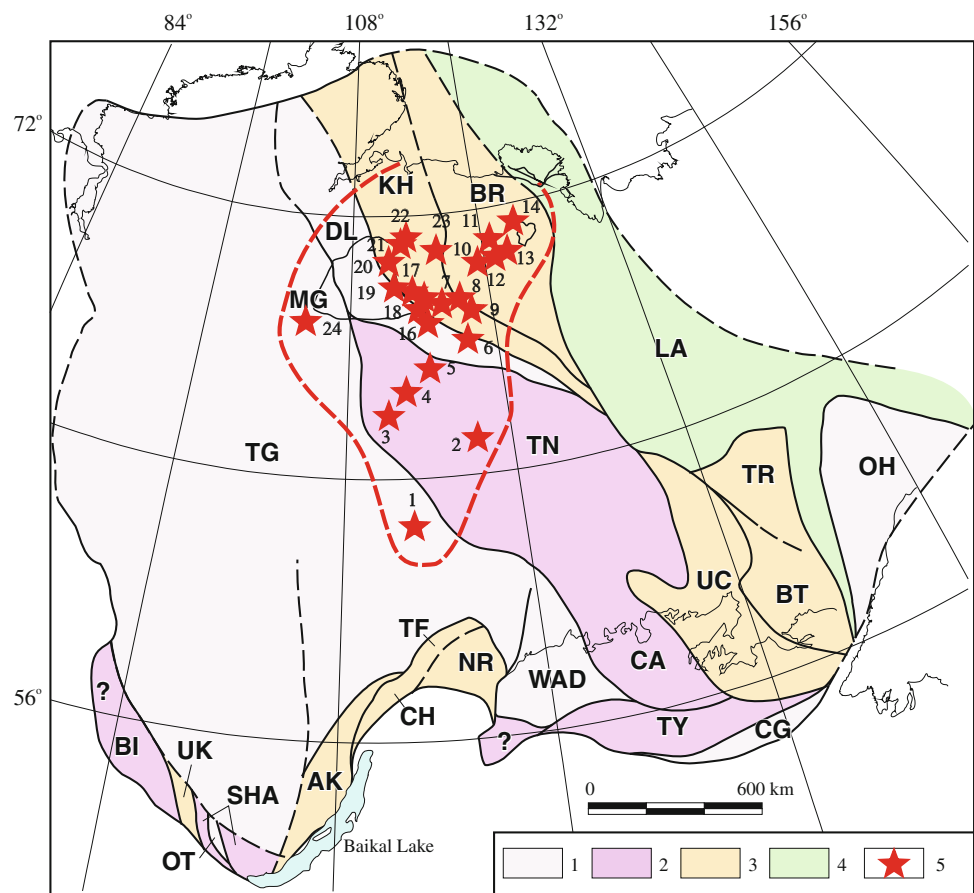 84° 108° 132° 156°
72°
KH BR
14
22 23 11
DL
21 10 13
20 17 12
19 7 8
MG
18 9
24 16 6
LA
5
4
3 2 TN
TG
TR OH
1
UC
BT
TF
NR
CA
WAD
56°
?
CH
TY
CG
BI
UK
?
AK
SHA
0 600 km
OT
Baikal Lake
1 2 3 4 5